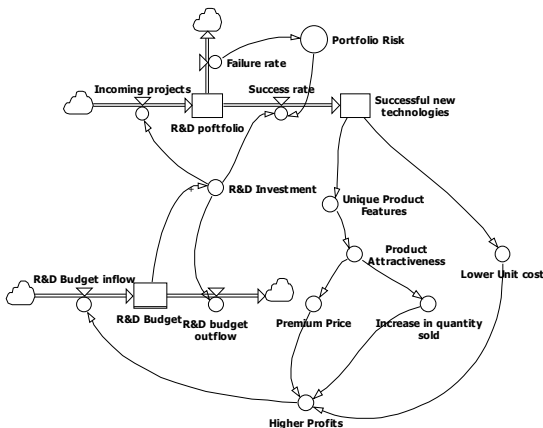 Portfolio Risk
Failure rate
Incoming projects
Success rate
Successful new
technologies
R&D poftfolio
R&D Investment
+
Unique Product
Features
Product
Attractiveness
Lower Unit cost
R&D Budget inflow
R&D Budget
R&D budget
outflow
Premium Price
Increase in quantity
sold
Higher Profits